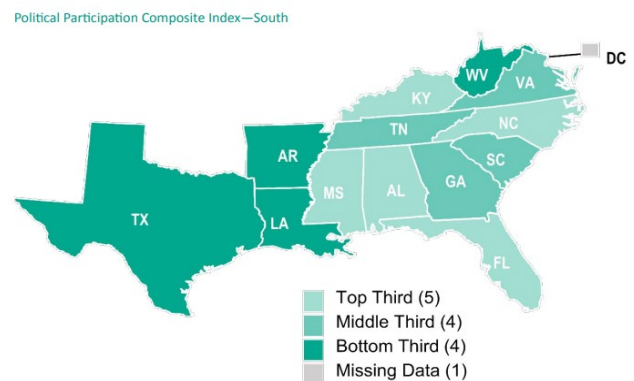 Political Participation Composite Index—South
DC
WV
KY
VA
NC
TN
AR
SC
MS
AL
GA
TX
LA
FL
Top Third (5)
Middle Third (4)
Bottom Third (4)
Missing Data (1)